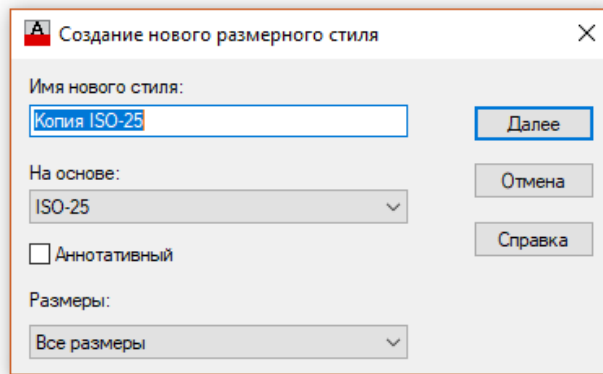 Создание нового размерного стиля
Имя нового стиля:
Копия ISO-25
Далее
На основе:
ISO-25
Отмена
Аннотативный
Справка
Размеры:
Все размеры